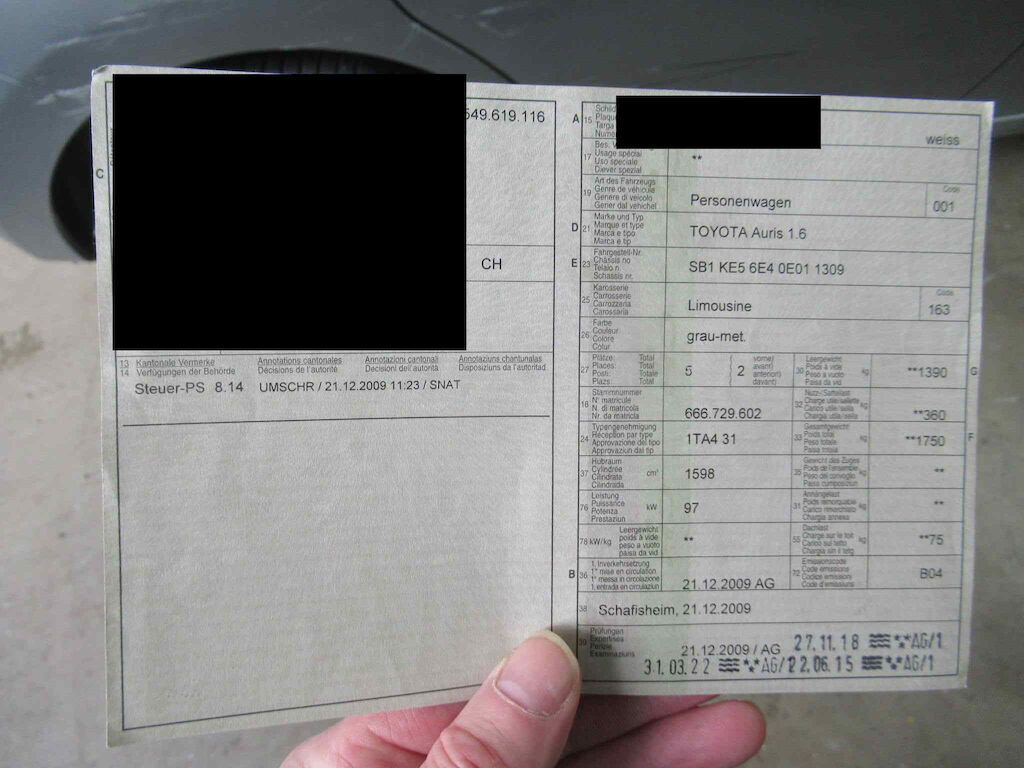 549.619.116
C
CH
13 Kantonale Vermerke Annotations cantonales Annotazioni cantonali Annotaziuns chantunalas
14 Verfügungen der Behörde Décisions de l'autorité Decisioni dell'autorità Disposiziuns da l'autoritad
Steuer-PS 8.14 UMSCHR / 21.12.2009 11:23 / SNAT
A 15 Schild
Plaque
Targa
Numer
weiss
17 Bes. V
Usage spécial
Uso speciale
Diever spezial
**
19 Art des Fahrzeugs
Genre de véhicule
Genere di veicolo
Gener dal vehichel
Personenwagen
Code
001
D 21 Marke und Typ
Marque et type
Marca e tipo
Marca e tip
TOYOTA Auris 1.6
E 23 Fahrgestell-Nr.
Châssis no
Telaio n.
Schassis nr.
SB1 KE5 6E4 0E01 1309
25 Karosserie
Carrosserie
Carrozzeria
Carossaria
Limousine
Code
163
26 Farbe
Couleur
Colore
Colur
grau-met.
27 Plätze: Total
Places: Total
Posti: Totale
Plazs: Total
5 ( 2 vorne)
avant)
anteriori)
davant)
30 Leergewicht
Poids à vide
Peso a vuoto
Paisa da vid
kg
**1390
G
18 Stammnummer
N° matricule
N. di matricola
Nr. da matricla
666.729.602
32 Nutz-/Sattellast
Charge utile/sellette
Carico utile/sella
Chargia utila/sella
kg
**360
24 Typengenehmigung
Réception par type
Approvazione del tipo
Approvaziun dal tip
1TA4 31
33 Gesamtgewicht
Poids total
Peso totale
Paisa totala
kg
**1750
F
37 Hubraum
Cylindrée
Cilindrata
Cilindrada
cm³
1598
35 Gewicht des Zuges
Poids de l'ensemble
Peso del convoglio
Paisa cumposiziun
kg
**
76 Leistung
Puissance
Potenza
Prestaziun
kW
97
31 Anhängelast
Poids remorquable
Carico rimorchiato
Chargia annexa
kg
**
78 kW/kg Leergewicht
poids à vide
peso a vuoto
paisa da vid
**
55 Dachlast
Charge sur le toit
Carico sul tetto
Chargia sin il tetg
kg
**75
B 36 1. Inverkehrsetzung
1re mise en circulation
1a messa in circolazione
1. entrada en circulaziun
21.12.2009 AG
72 Emissionscode
Code émissions
Codice emissioni
Code d'emissiuns
B04
38 Schafisheim, 21.12.2009
39 Prüfungen
Expertises
Perizie
Examinaziuns
21.12.2009 / AG 27.11.18 AG/1
31.03.22 AG/ 22.06.15 AG/1